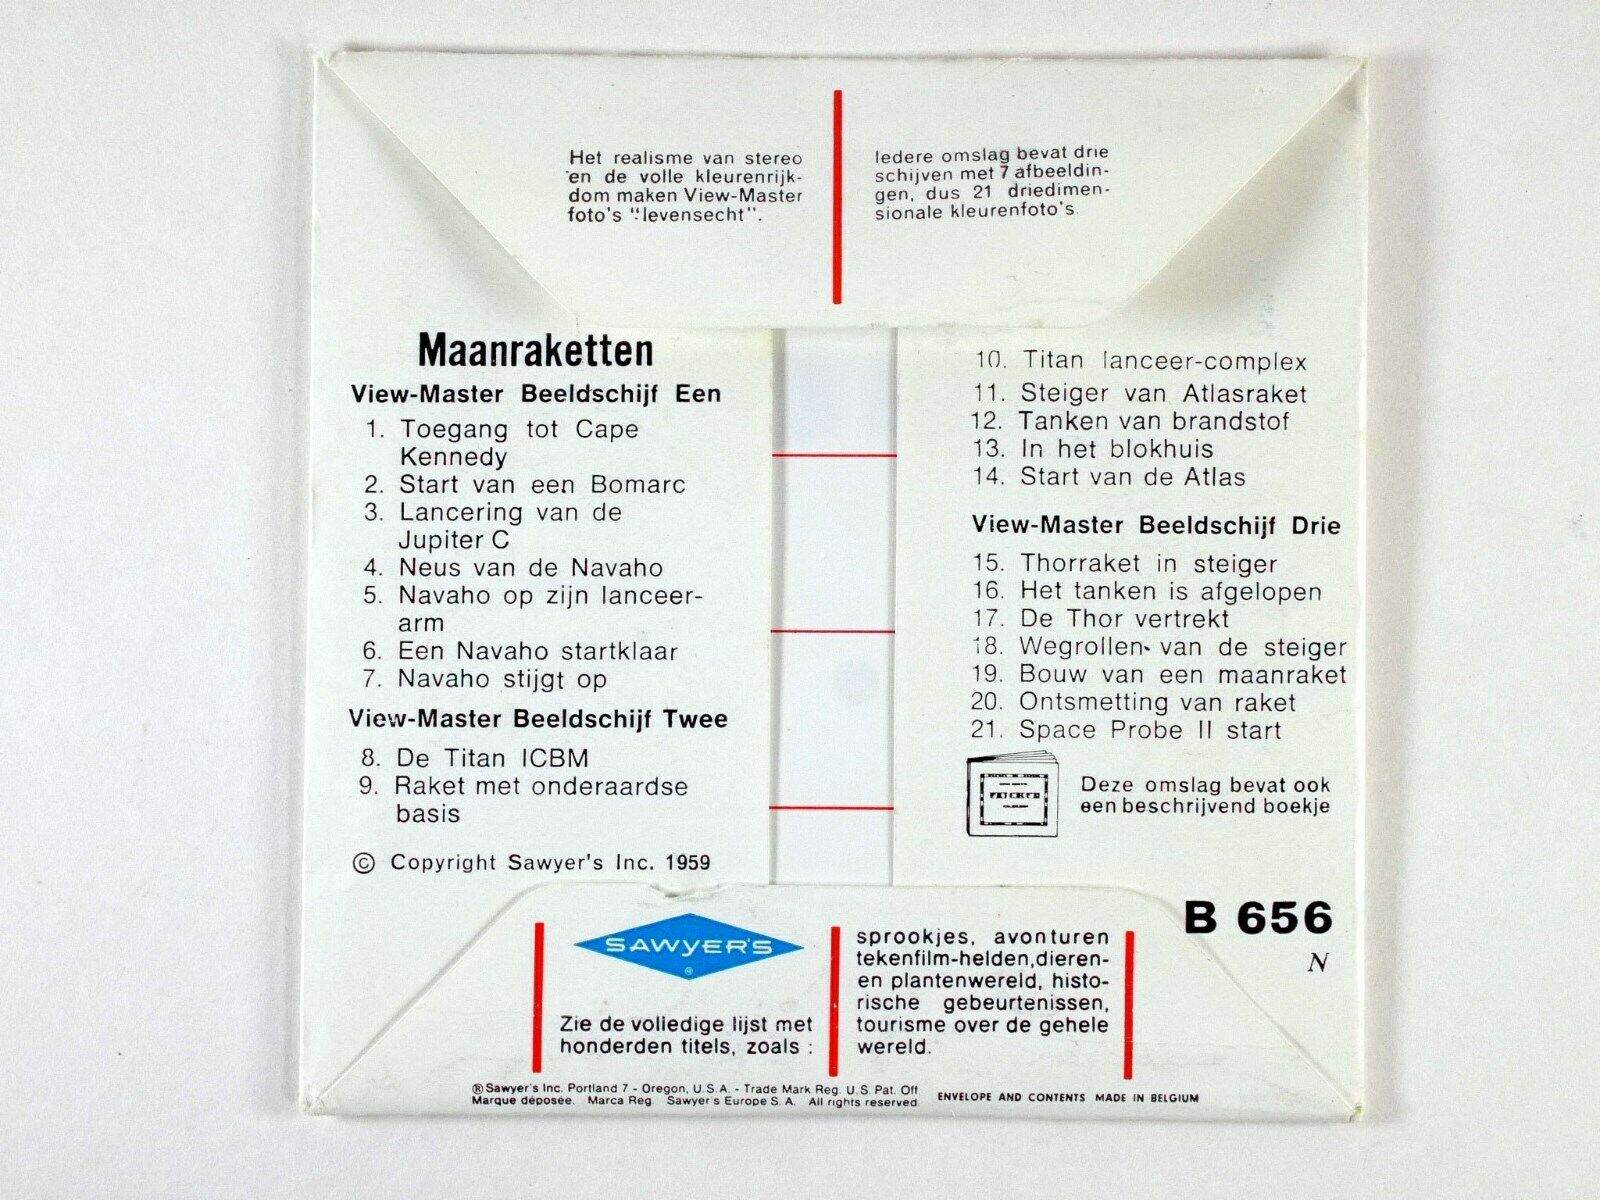 Het realisme van stereo
en de volle kleurenrijk-
dom maken View-Master
foto's "levensecht".
Iedere omslag bevat drie
schijven met 7 afbeeldin-
gen, dus 21 driedimen-
sionale kleurenfoto's.
Maanraketten
View-Master Beeldschijf Een
1. Toegang tot Cape
Kennedy
2. Start van een Bomarc
3. Lancering van de
Jupiter C
4. Neus van de Navaho
5. Navaho op zijn lanceer-
arm
6. Een Navaho startklaar
7. Navaho stijgt op
View-Master Beeldschijf Twee
8. De Titan ICBM
9. Raket met onderaardse
basis
© Copyright Sawyer's Inc. 1959
10. Titan lanceer-complex
11. Steiger van Atlasraket
12. Tanken van brandstof
13. In het blokhuis
14. Start van de Atlas
View-Master Beeldschijf Drie
15. Thorraket in steiger
16. Het tanken is afgelopen
17. De Thor vertrekt
18. Wegrollen van de steiger
19. Bouw van een maanraket
20. Ontsmetting van raket
21. Space Probe II start
Deze omslag bevat ook
een beschrijvend boekje
B 656
N
SAWYER'S
®
Zie de volledige lijst met
honderden titels, zoals :
sprookjes, avonturen
tekenfilm-helden,dieren-
en plantenwereld, histo-
rische gebeurtenissen,
tourisme over de gehele
wereld.
® Sawyer's Inc. Portland 7 - Oregon, U.S.A. - Trade Mark Reg. U.S. Pat. Off.
Marque déposée. Marca Reg. Sawyer's Europe S.A. All rights reserved.
ENVELOPE AND CONTENTS MADE IN BELGIUM